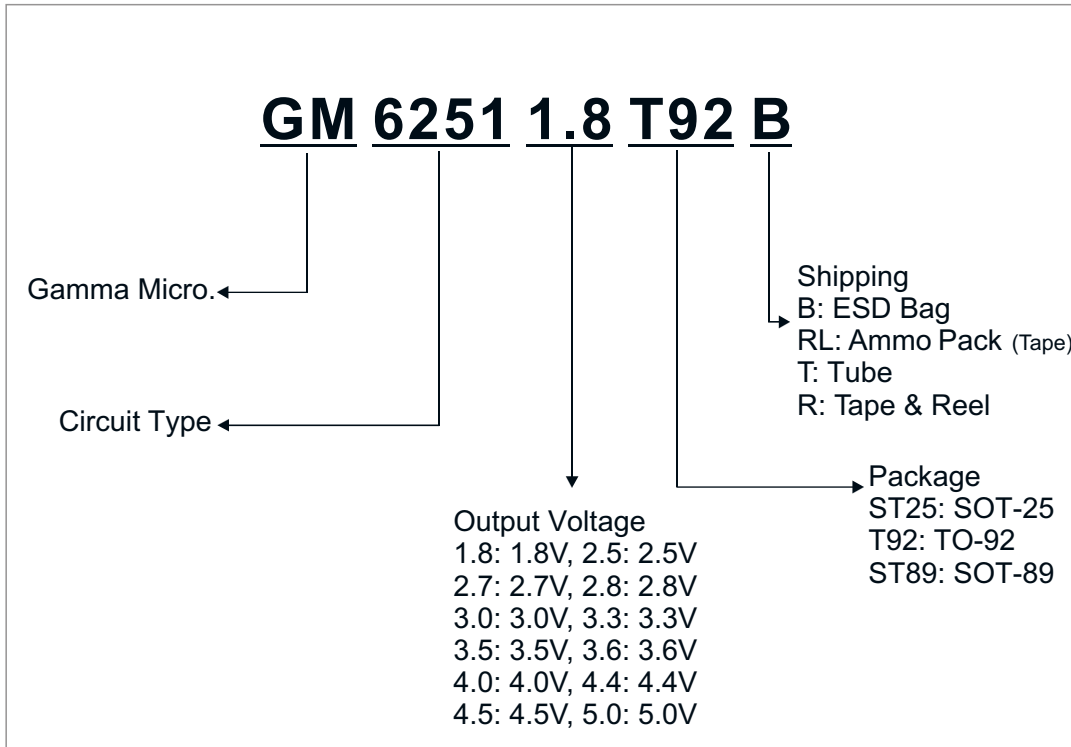 GM 6251 1.8 T92 B
Gamma Micro.
Circuit Type
Output Voltage
1.8: 1.8V, 2.5: 2.5V
2.7: 2.7V, 2.8: 2.8V
3.0: 3.0V, 3.3: 3.3V
3.5: 3.5V, 3.6: 3.6V
4.0: 4.0V, 4.4: 4.4V
4.5: 4.5V, 5.0: 5.0V
Shipping
B: ESD Bag
RL: Ammo Pack (Tape)
T: Tube
R: Tape & Reel
Package
ST25: SOT-25
T92: TO-92
ST89: SOT-89